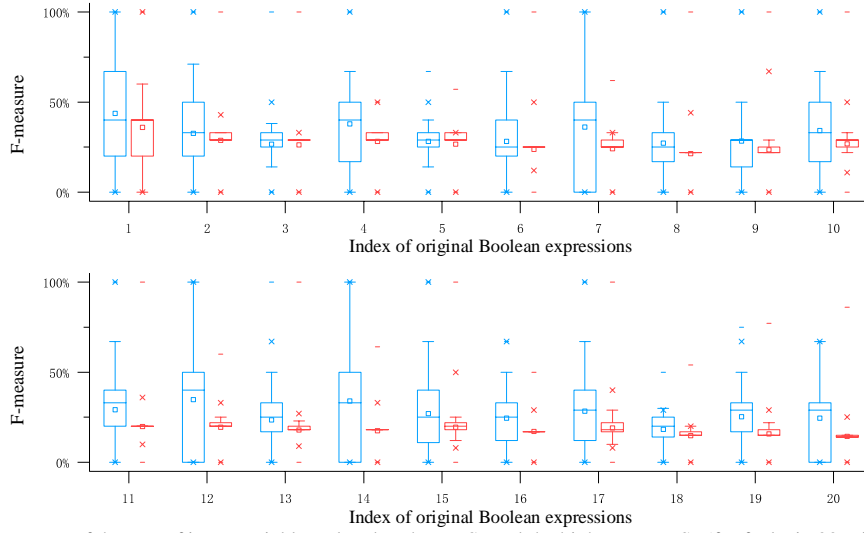 100%
50%
0%
F-measure
1 2 3 4 5 6 7 8 9 10
Index of original Boolean expressions
100%
50%
0%
F-measure
11 12 13 14 15 16 17 18 19 20
Index of original Boolean expressions